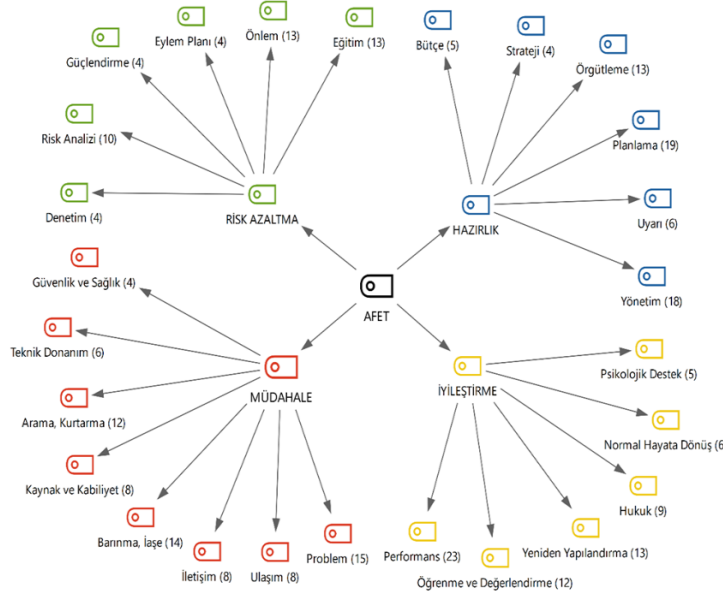 Eylem Planı (4)
Önlem (13)
Eğitim (13)
Güçlendirme (4)
Risk Analizi (10)
Denetim (4)
RİSK AZALTMA
Bütçe (5)
Strateji (4)
Örgütleme (13)
Planlama (19)
Uyarı (6)
Yönetim (18)
HAZIRLIK
AFET
Güvenlik ve Sağlık (4)
Teknik Donanım (6)
Arama, Kurtarma (12)
Kaynak ve Kabiliyet (8)
Barınma, İaşe (14)
İletişim (8)
Ulaşım (8)
Problem (15)
MÜDAHALE
İYİLEŞTİRME
Psikolojik Destek (5)
Normal Hayata Dönüş (6
Hukuk (9)
Yeniden Yapılandırma (13)
Öğrenme ve Değerlendirme (12)
Performans (23)